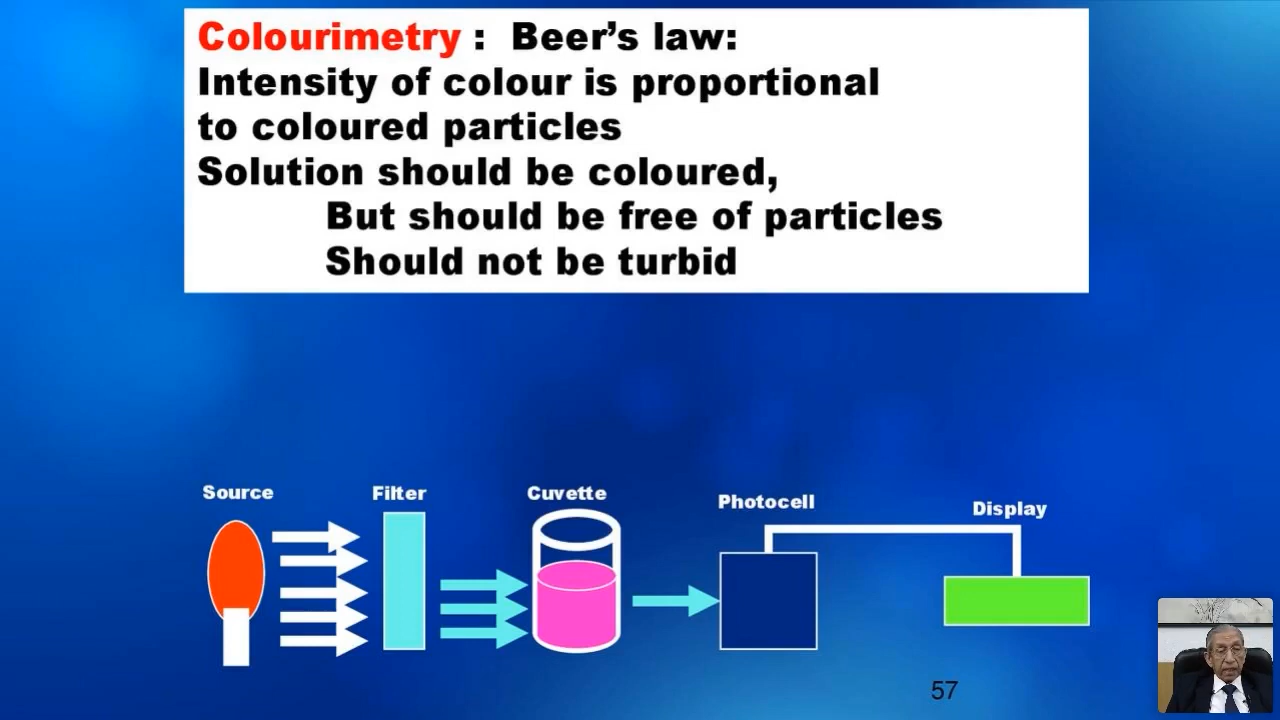 Colourimetry : Beer's law:
Intensity of colour is proportional
to coloured particles
Solution should be coloured,
But should be free of particles
Should not be turbid
Source
Filter
Cuvette
Photocell
Display
57